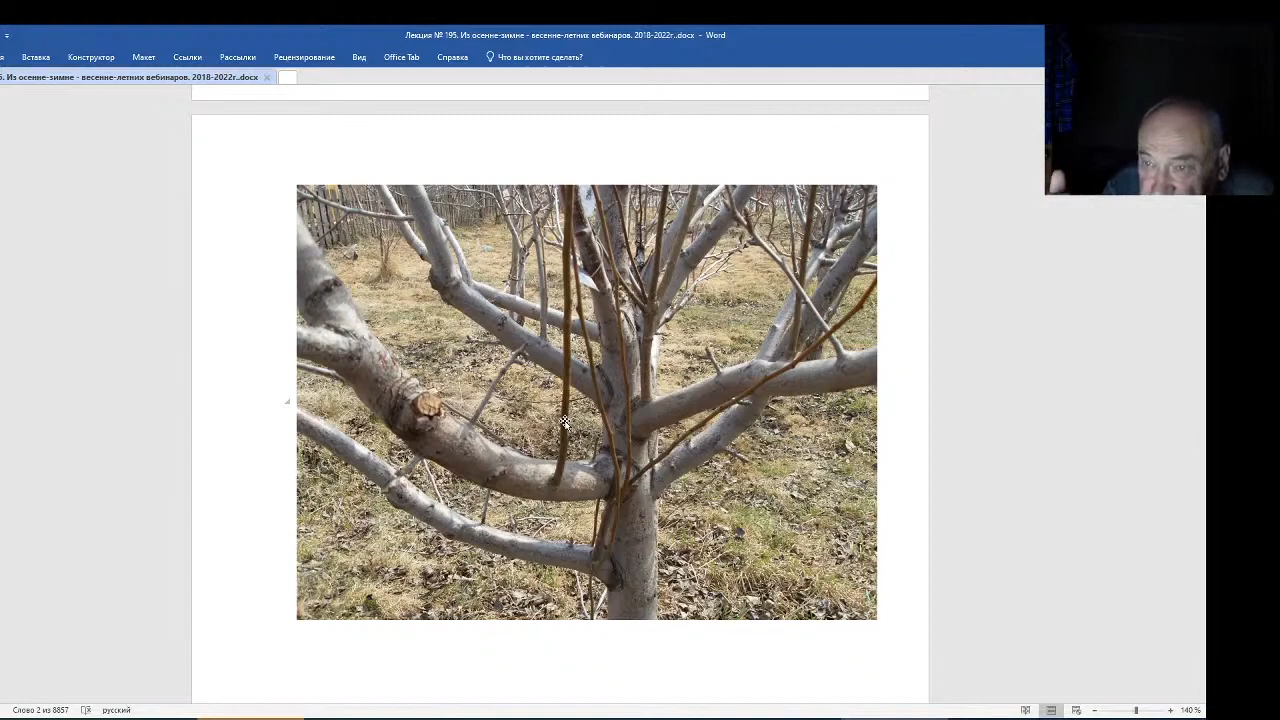 Лекция № 195. Из осенне-зимне - весенне-летних вебинаров. 2018-2022г..docx - Word
Вставка Конструктор Макет Ссылки Рассылки Рецензирование Вид Office Tab Справка Что вы хотите сделать?
5. Из осенне-зимне - весенне-летних вебинаров. 2018-2022г..docx
Слово 2 из 8857 русский 140 %